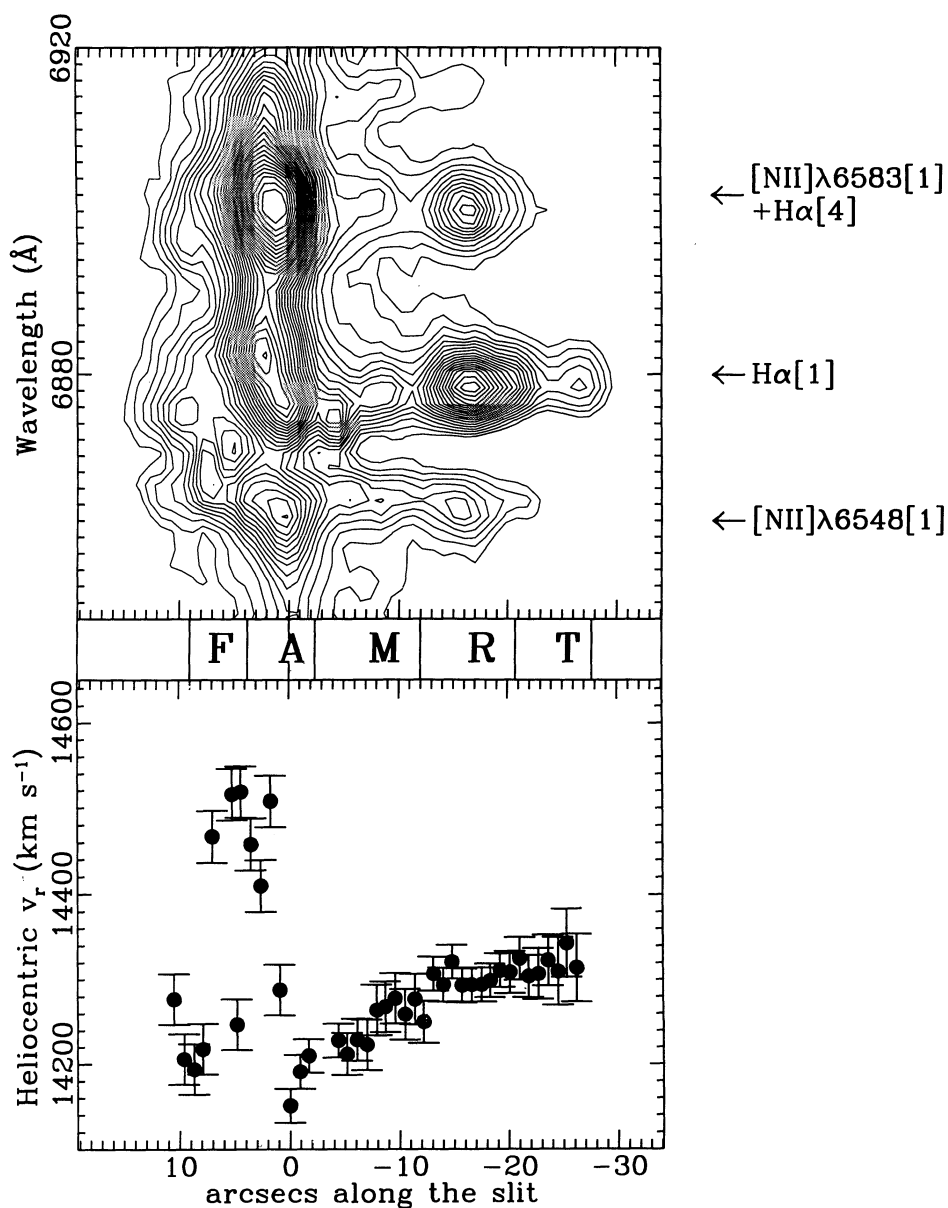 6920
6880
Wavelength (Å)
[NII]λ6583[1]
+Hα[4]
Hα[1]
[NII]λ6548[1]
F A M R T
14600
14400
14200
Heliocentric vᵣ (km s⁻¹)
10 0 −10 −20 −30
arcsecs along the slit